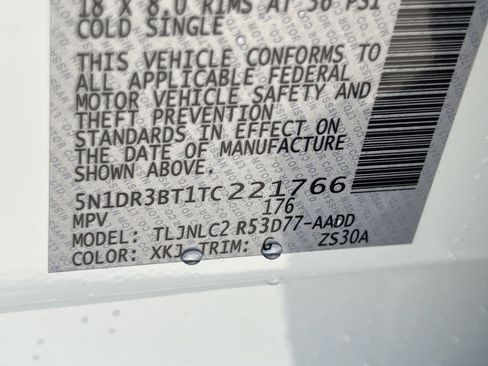 18 X 8.0 RIMS AT 36 PSI
COLD SINGLE
THIS VEHICLE CONFORMS TO
ALL APPLICABLE FEDERAL
MOTOR VEHICLE SAFETY AND
THEFT PREVENTION
STANDARDS IN EFFECT ON
THE DATE OF MANUFACTURE
SHOWN ABOVE
5N1DR3BT1TC221766
MPV 176
MODEL: TLJNLC2 R53D77-AADD
COLOR: XKJ TRIM: G ZS30A